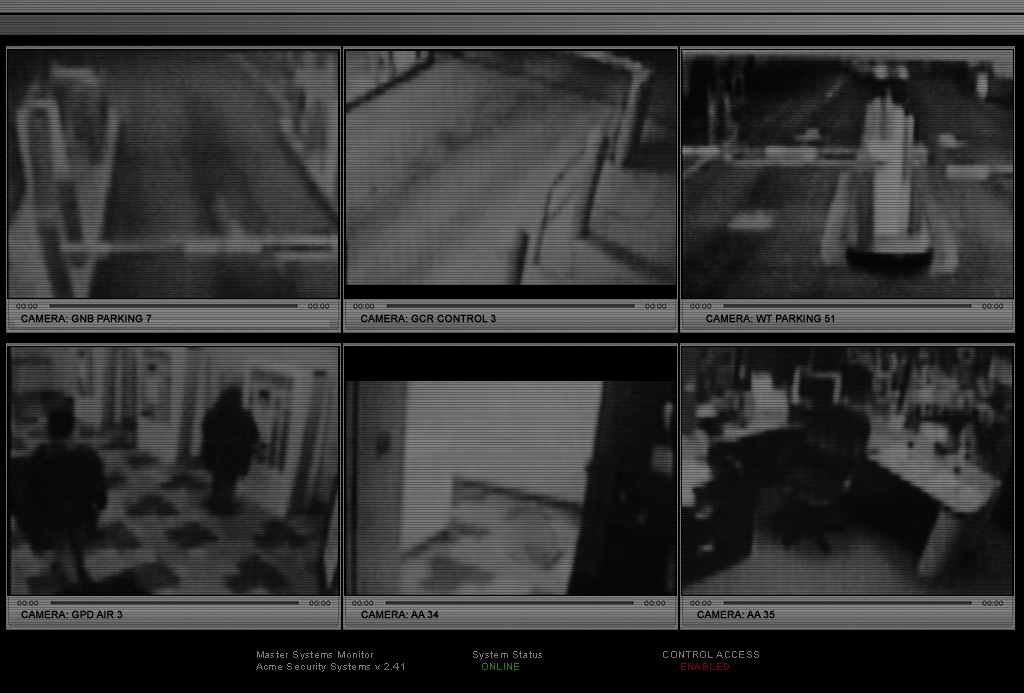 00:00 00:00 00:00 00:00 00:00 00:00
CAMERA: GNB PARKING 7 CAMERA: GCR CONTROL 3 CAMERA: WT PARKING 51
00:00 00:00 00:00 00:00 00:00 00:00
CAMERA: GPD AIR 3 CAMERA: AA 34 CAMERA: AA 35
Master Systems Monitor System Status CONTROL ACCESS
Acme Security Systems v 2.41 ONLINE ENABLED